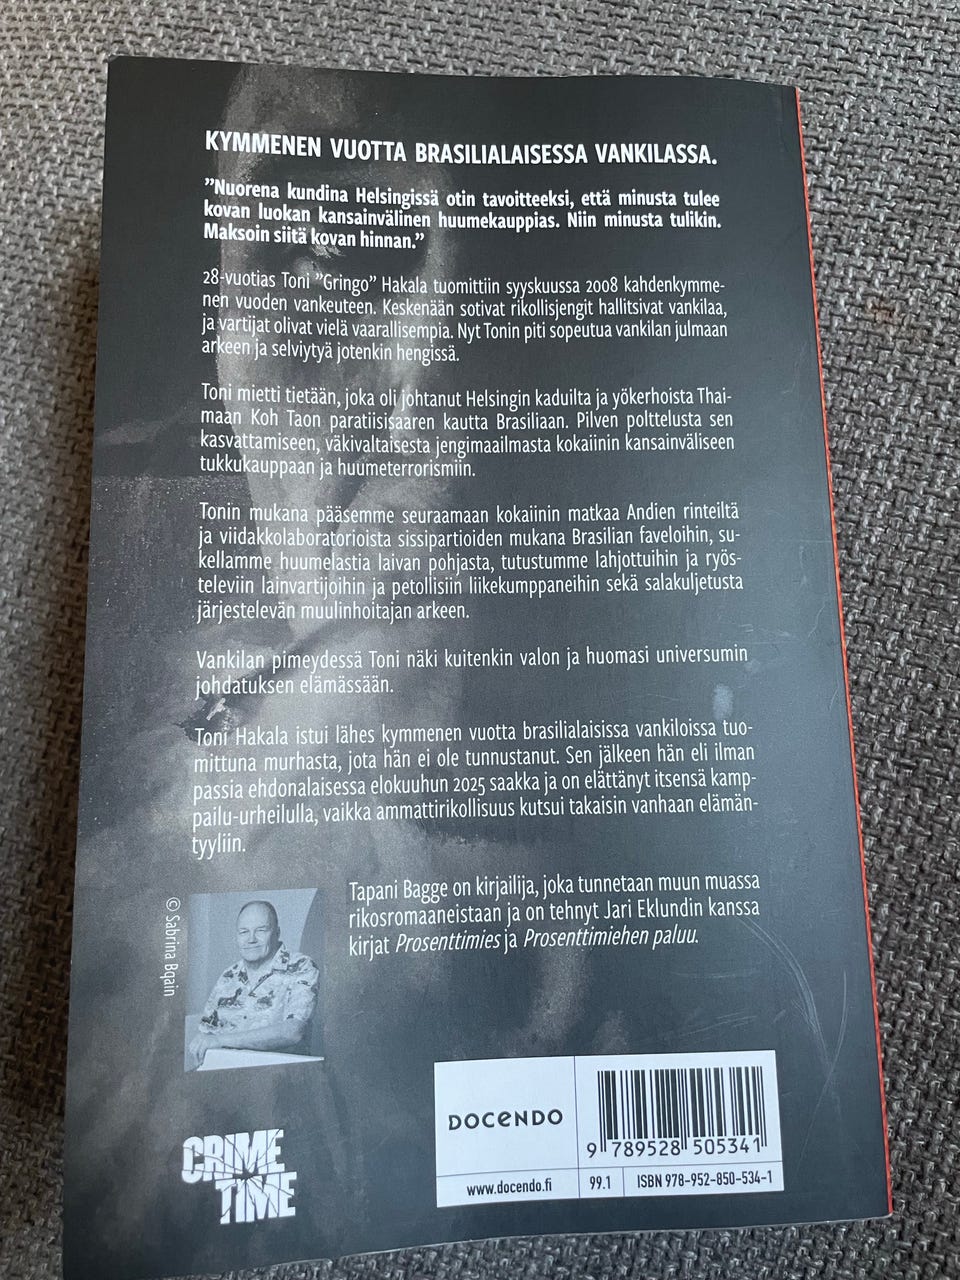 KYMMENEN VUOTTA BRASILIALAISESSA VANKILASSA.
”Nuorena kundina Helsingissä otin tavoitteeksi, että minusta tulee
kovan luokan kansainvälinen huumekauppias. Niin minusta tulikin.
Maksoin siitä kovan hinnan.”
28-vuotias Toni ”Gringo” Hakala tuomittiin syyskuussa 2008 kahdenkymme-
nen vuoden vankeuteen. Keskenään sotivat rikollisjengit hallitsivat vankilaa,
ja vartijat olivat vielä vaarallisempia. Nyt Tonin piti sopeutua vankilan julmaan
arkeen ja selviytyä jotenkin hengissä.
Toni mietti tietään, joka oli johtanut Helsingin kaduilta ja yökerhoista Thai-
maan Koh Taon paratiisisaaren kautta Brasiliaan. Pilven polttelusta sen
kasvattamiseen, väkivaltaisesta jengimaailmasta kokaiinin kansainväliseen
tukkukauppaan ja huumeterrorismiin.
Tonin mukana pääsemme seuraamaan kokaiinin matkaa Andien rinteiltä
ja viidakkolaboratorioista sissipartioiden mukana Brasilian faveloihin, su-
kellamme huumelastia laivan pohjasta, tutustumme lahjottuihin ja ryös-
televiin lainvartijoihin ja petollisiin liikekumppaneihin sekä salakuljetusta
järjestelevän muulinhoitajan arkeen.
Vankilan pimeydessä Toni näki kuitenkin valon ja huomasi universumin
johdatuksen elämässään.
Toni Hakala istui lähes kymmenen vuotta brasilialaisissa vankiloissa tuo-
mittuna murhasta, jota hän ei ole tunnustanut. Sen jälkeen hän eli ilman
passia ehdonalaisessa elokuuhun 2025 saakka ja on elättänyt itsensä kamp-
pailu-urheilulla, vaikka ammattirikollisuus kutsui takaisin vanhaan elämän-
tyyliin.
Tapani Bagge on kirjailija, joka tunnetaan muun muassa
rikosromaaneistaan ja on tehnyt Jari Eklundin kanssa
kirjat Prosenttimies ja Prosenttimiehen paluu.
© Sabrina Bqain
CRIME
TIME
DOCENDO
www.docendo.fi
9 789528 505341
99.1
ISBN 978-952-850-534-1